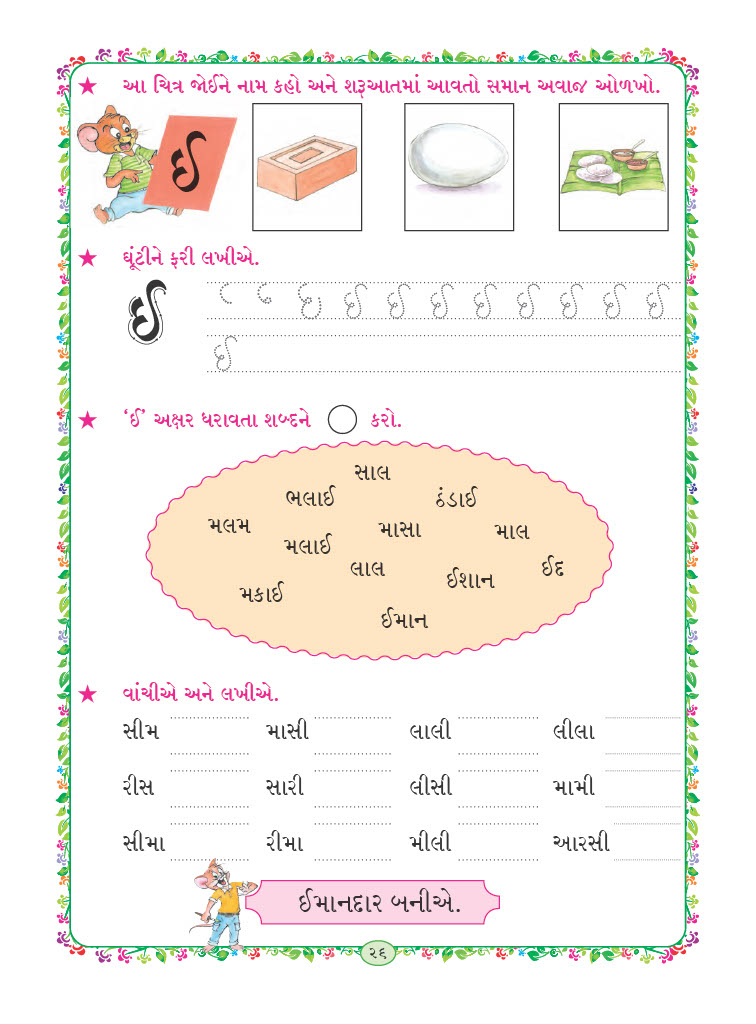 ★ આ ચિત્ર જોઈને નામ કહો અને શરૂઆતમાં આવતો સમાન અવાજ ઓળખો.
ઈ
★ ઘૂંટીને ફરી લખીએ.
ઈ ઈ ઈ ઈ ઈ ઈ ઈ ઈ ઈ
ઈ
★ ‘ઈ’ અક્ષર ધરાવતા શબ્દને ◯ કરો.
સાલ
ભલાઈ ઠંડાઈ
મલમ માસા માલ
મલાઈ
લાલ ઈશાન ઈદ
મકાઈ
ઈમાન
★ વાંચીએ અને લખીએ.
સીમ માસી લાલી લીલા
રીસ સારી લીસી મામી
સીમા રીમા મીલી આરસી
ઈમાનદાર બનીએ.
૨૬